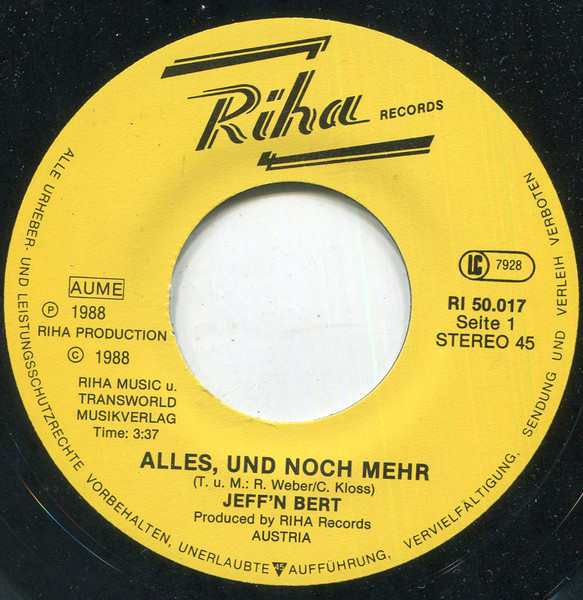 Riha RECORDS
LC 7928
RI 50.017
Seite 1
STEREO 45
AUME
Ⓟ 1988
RIHA PRODUCTION
© 1988
RIHA MUSIC u.
TRANSWORLD
MUSIKVERLAG
Time: 3:37
ALLES, UND NOCH MEHR
(T. u. M.: R. Weber/C. Kloss)
JEFF'N BERT
Produced by RIHA Records
AUSTRIA
ALLE URHEBER- UND LEISTUNGSSCHUTZRECHTE VORBEHALTEN, UNERLAUBTE 45 AUFFÜHRUNG, VERVIELFÄLTIGUNG, SENDUNG UND VERLEIH VERBOTEN